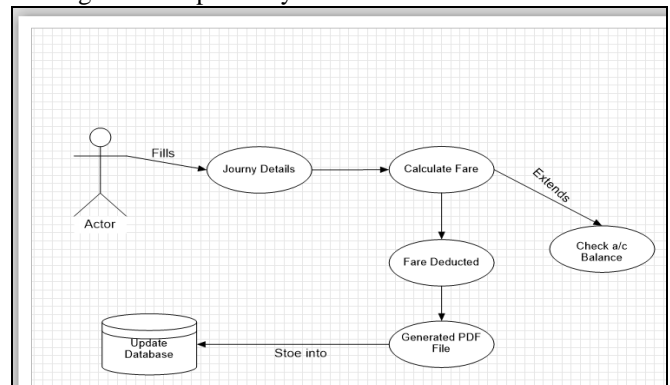 Fills
Journy Details
Calculate Fare
Extends
Actor
Check a/c
Balance
Fare Deducted
Generated PDF
File
Update
Database
Stoe into